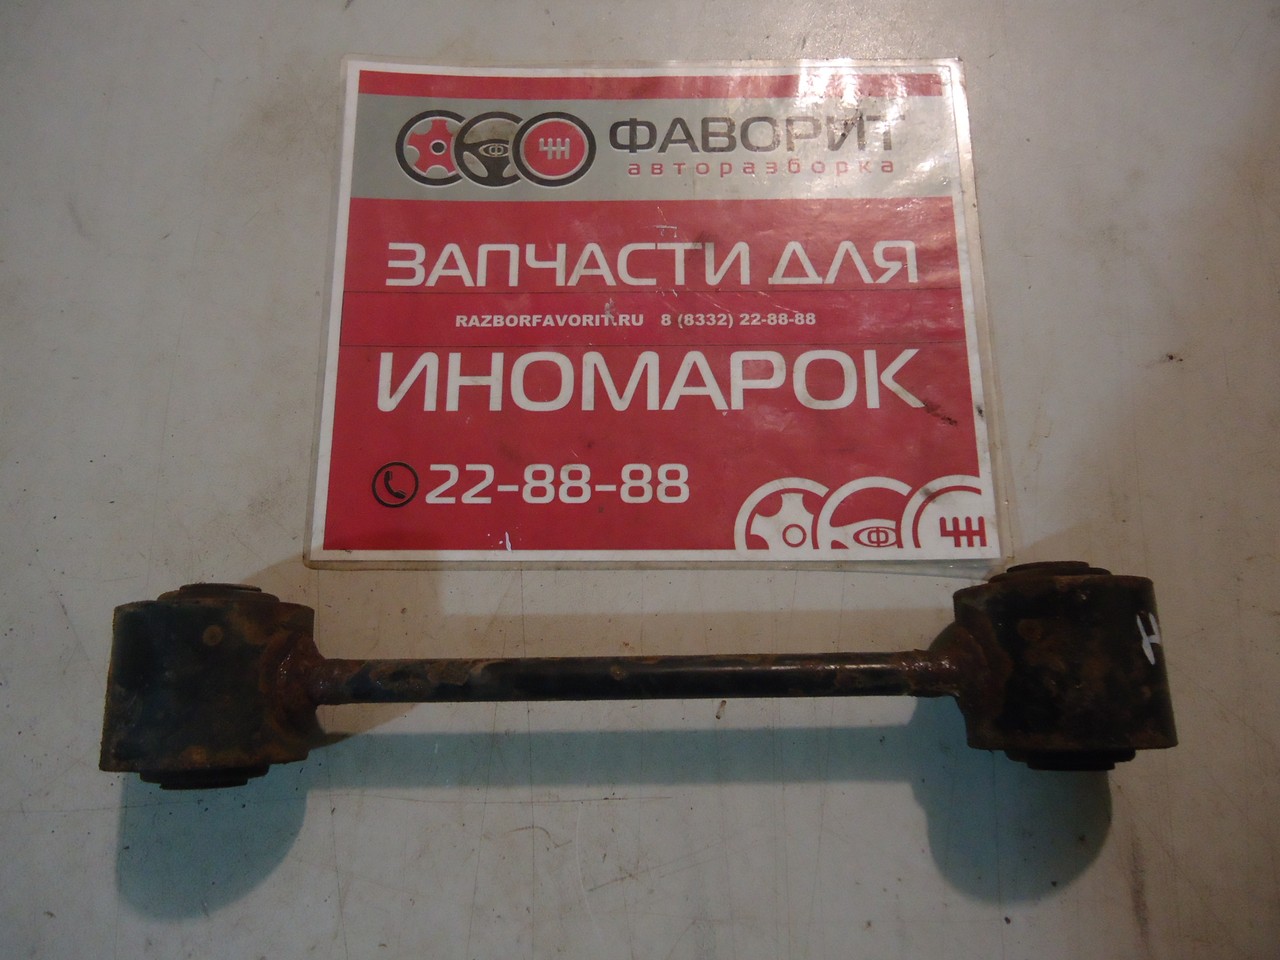 ФАВОРИТ
авторазборка
ЗАПЧАСТИ ДЛЯ
RAZBORFAVORIT.RU 8 (8332) 22-88-88
ИНОМАРОК
22-88-88